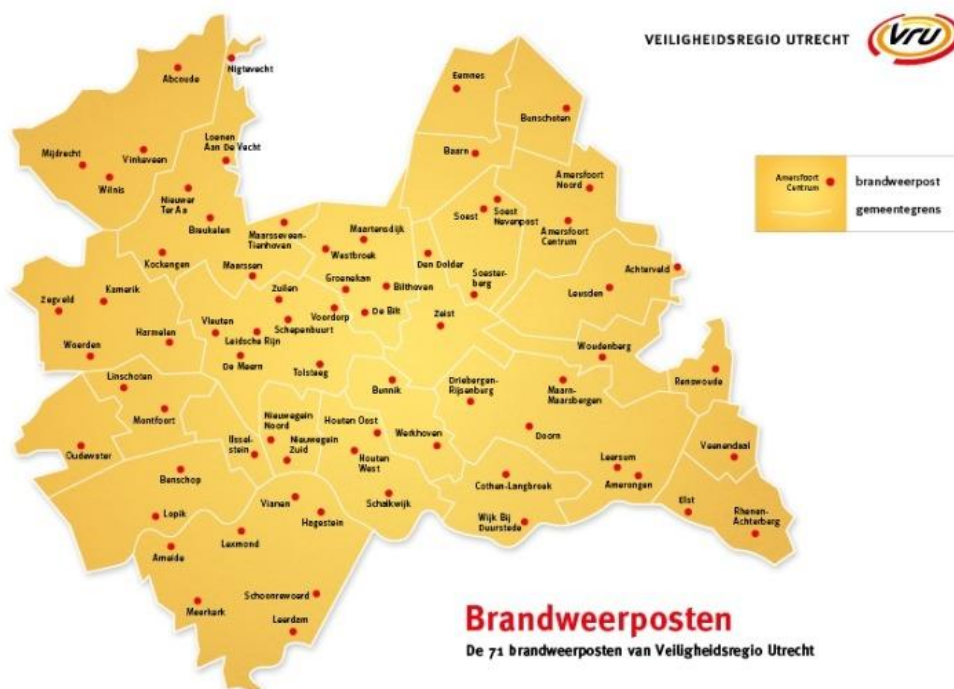 VEILIGHEIDSREGIO UTRECHT
vru
Abcoude
Nigtevecht
Eemnes
Bunschoten
Loenen
Aan De Vecht
Mijdrecht
Vinkeveen
Wilnis
Baarn
Amersfoort
Noord
Amersfoort
Centrum
brandweerpost
gemeentegrens
Nieuwer
Ter Aa
Breukelen
Soest
Soest
Nevenpost
Amersfoort
Centrum
Maarsseveen-
Tienhoven
Maartensdijk
Westbroek
Kockengen
Maarssen
Den Dolder
Soester-
berg
Achterveld
Leusden
Groenekan
Bilthoven
Zegveld
Kamerik
Zuilen
Voordorp
De Bilt
Zeist
Vleuten
Schepenbuurt
Leidsche Rijn
Harmelen
Woerden
De Meern
Tolsteeg
Woudenberg
Renswoude
Linschoten
Bunnik
Driebergen-
Rijsenburg
Maarn-
Maarsbergen
Montfoort
Nieuwegein
Noord
Houten Oost
Werkhoven
Doorn
Oudewater
IJssel-
stein
Nieuwegein
Zuid
Houten
West
Veenendaal
Leersum
Amerongen
Benschop
Cothen-Langbroek
Vianen
Schalkwijk
Elst
Lopik
Hagestein
Wijk Bij
Duurstede
Rhenen-
Achterberg
Ameide
Lexmond
Meerkerk
Schoonrewoerd
Leerdam
Brandweerposten
De 71 brandweerposten van Veiligheidsregio Utrecht